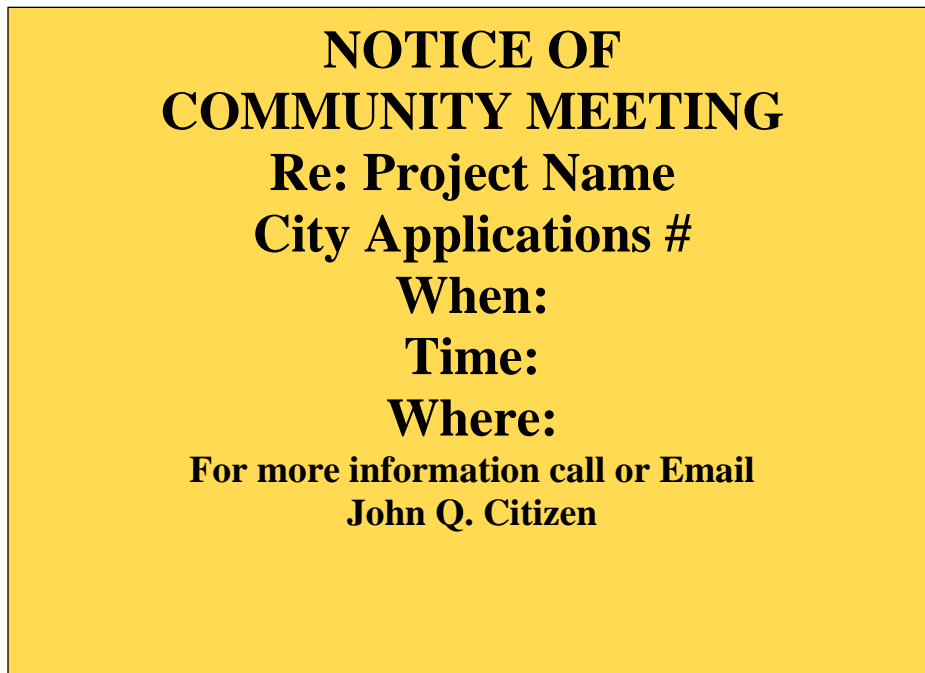 NOTICE OF
COMMUNITY MEETING
Re: Project Name
City Applications #
When:
Time:
Where:
For more information call or Email
John Q. Citizen